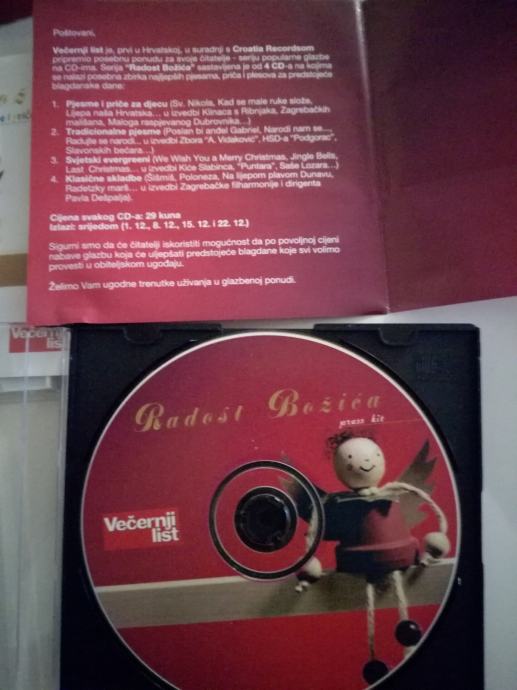 Poštovani,
Večernji list je, prvi u Hrvatskoj, u suradnji s Croatia Recordsom
pripremio posebnu ponudu za svoje čitatelje - seriju popularne glazbe
na CD-ima. Serija "Radost Božića" sastavljena je od 4 CD-a na kojima
se nalazi posebna zbirka najljepših pjesama, priča i plesova za predstojeće
blagdanske dane:
1. Pjesme i priče za djecu (Sv. Nikola, Kad se male ruke slože,
Lijepa naša Hrvatska... u izvedbi Klinaca s Ribnjaka, Zagrebačkih
mališana, Maloga raspjevanog Dubrovnika...)
2. Tradicionalne pjesme (Poslan bi anđel Gabriel, Narodi nam se...,
Radujte se narodi... u izvedbi Zbora "A. Vidaković", HSD-a "Podgorac",
Slavonskih bećara...)
3. Svjetski evergreeni (We Wish You a Merry Christmas, Jingle Bells,
Last Christmas... u izvedbi Kiće Slabinca, "Puntara", Saše Lozara...)
4. Klasične skladbe (Šišmiš, Poloneza, Na lijepom plavom Dunavu,
Radetzky marš... u izvedbi Zagrebačke filharmonije i dirigenta
Pavla Dešpalja).
Cijena svakog CD-a: 29 kuna
Izlazi: srijedom (1. 12., 8. 12., 15. 12. i 22. 12.)
Sigurni smo da će čitatelji iskoristiti mogućnost da po povoljnoj cijeni
nabave glazbu koja će uljepšati predstojeće blagdane koje svi volimo
provesti u obiteljskom ugođaju.
Želimo Vam ugodne trenutke uživanja u glazbenoj ponudi.
Večernji
list
Radost Božića
press kit
Večernji
list